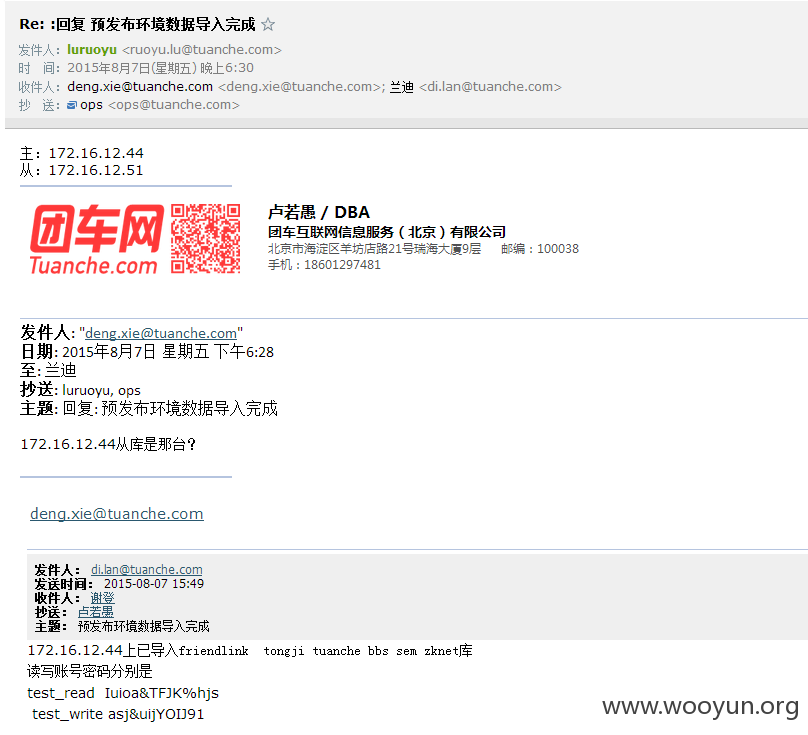 Re: :回复 预发布环境数据导入完成 ☆
发件人：luruoyu <ruoyu.lu@tuanche.com>
时　间：2015年8月7日(星期五) 晚上6:30
收件人：deng.xie@tuanche.com <deng.xie@tuanche.com>; 兰迪 <di.lan@tuanche.com>
抄　送：ops <ops@tuanche.com>
主：172.16.12.44
从：172.16.12.51
团车网
Tuanche.com
卢若愚 / DBA
团车互联网信息服务（北京）有限公司
北京市海淀区羊坊店路21号瑞海大厦9层　邮编：100038
手机：18601297481
发件人: "deng.xie@tuanche.com"
日期: 2015年8月7日 星期五 下午6:28
至: 兰迪
抄送: luruoyu, ops
主题: 回复: 预发布环境数据导入完成
172.16.12.44从库是那台?
deng.xie@tuanche.com
发件人： di.lan@tuanche.com
发送时间： 2015-08-07 15:49
收件人： 谢登
抄送： 卢若愚
主题： 预发布环境数据导入完成
172.16.12.44上已导入friendlink tongji tuanche bbs sem zknet库
读写账号密码分别是
test_read Iuioa&TFJK%hjs
test_write asj&uijYOIJ91
www.wooyun.org